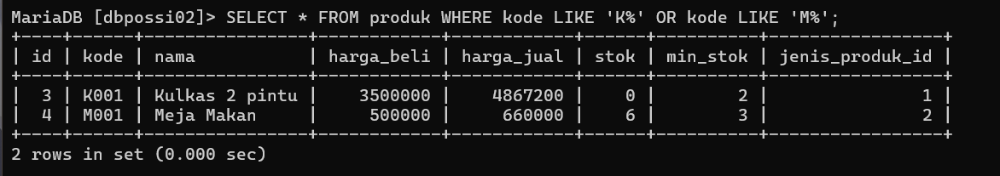 MariaDB [dbpossi02]> SELECT * FROM produk WHERE kode LIKE 'K%' OR kode LIKE 'M%';
+----+------+----------------+------------+------------+------+----------+-----------------+
| id | kode | nama           | harga_beli | harga_jual | stok | min_stok | jenis_produk_id |
+----+------+----------------+------------+------------+------+----------+-----------------+
|  3 | K001 | Kulkas 2 pintu |    3500000 |    4867200 |    0 |        2 |               1 |
|  4 | M001 | Meja Makan     |     500000 |     660000 |    6 |        3 |               2 |
+----+------+----------------+------------+------------+------+----------+-----------------+
2 rows in set (0.000 sec)